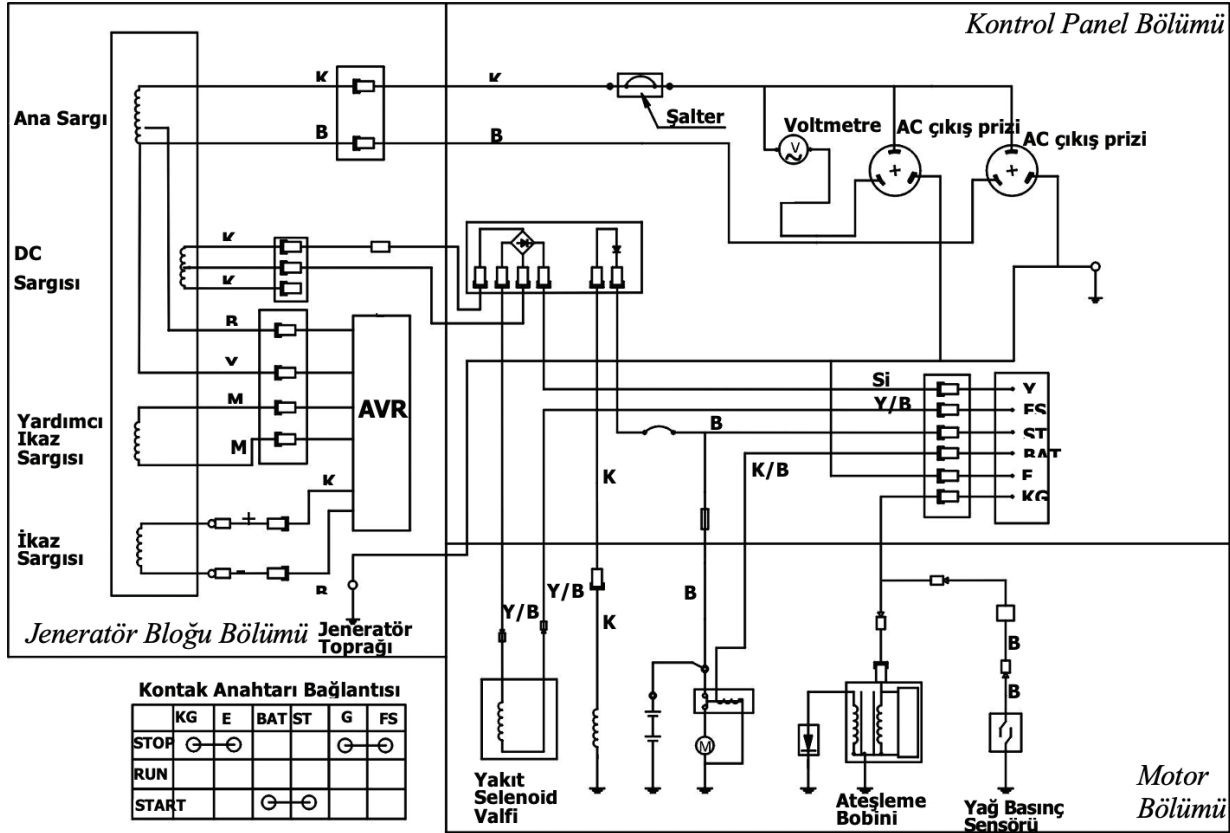 Kontrol Panel Bölümü
K
K
Ana Sargı
Şalter
Voltmetre
AC çıkış prizi
AC çıkış prizi
B
B
V
DC
Sargısı
K
K
Y/B
Si
Y/B
B
K/B
M
M
AVR
Yardımcı
Ikaz
Sargısı
ST
BAT
KG
K
K
+
-
İkaz
Sargısı
B
Y/B
Y/B
K
B
B
B
M
Jeneratör Bloğu Bölümü
Jeneratör
Toprağı
Kontak Anahtarı Bağlantısı
KG E BAT ST G FS
STOP
RUN
START
Yakıt
Selenoid
Valfi
Ateşleme
Bobini
Yağ Basınç
Sensörü
Motor
Bölümü